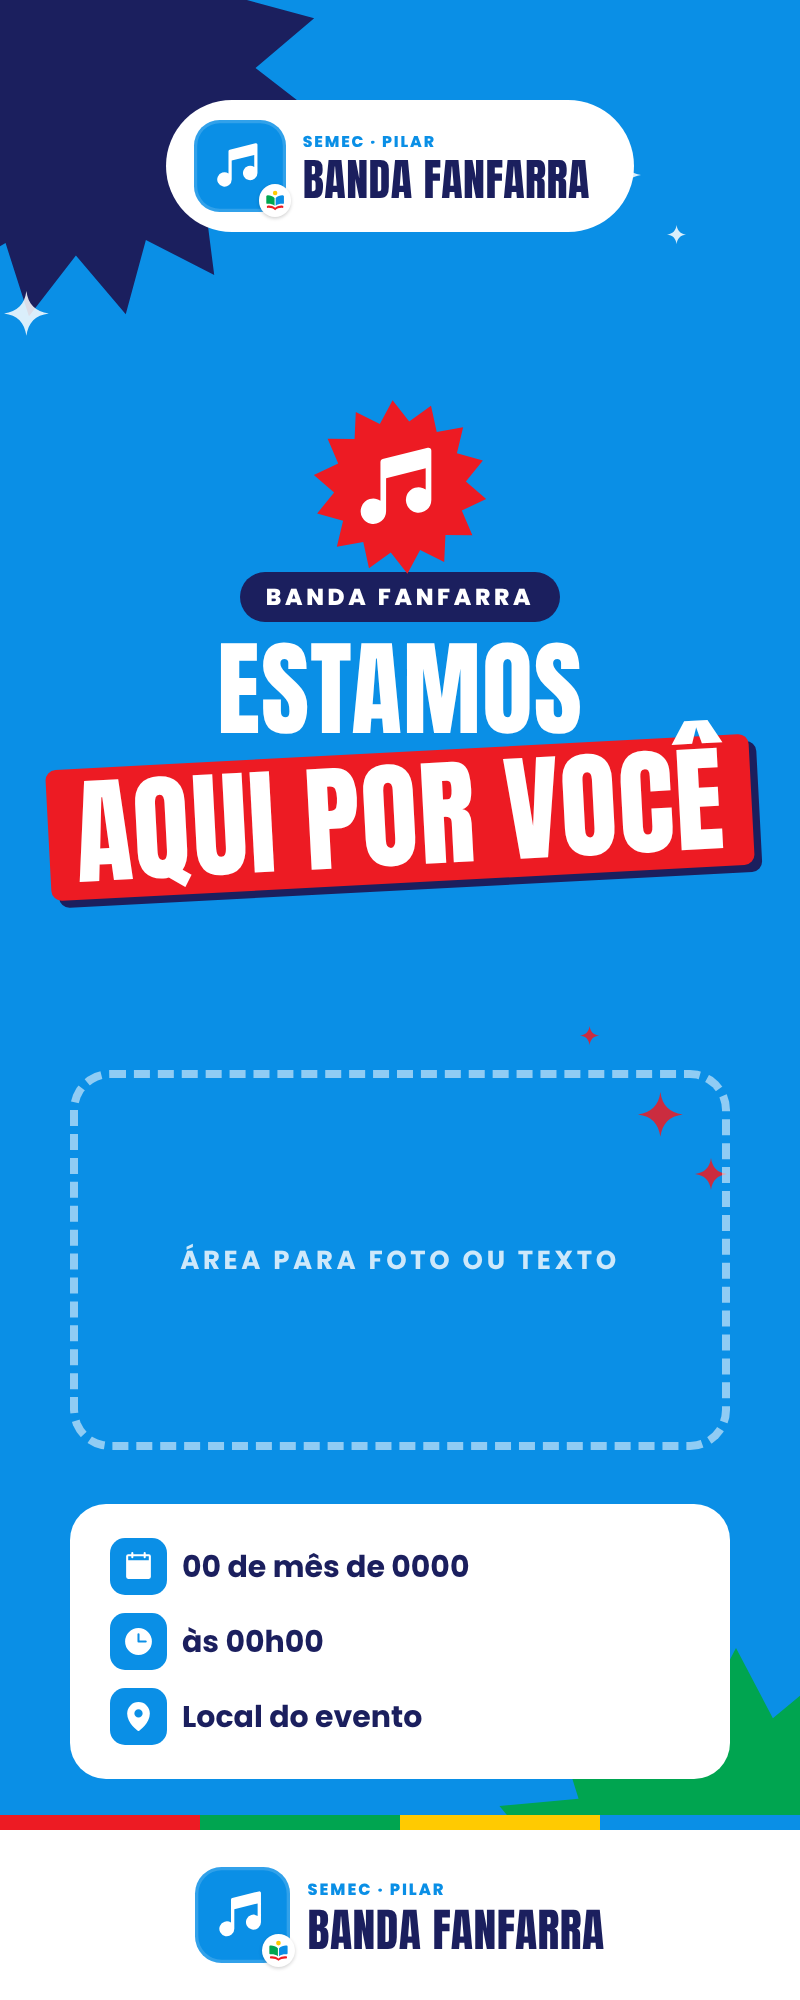 SEMEC · PILAR
BANDA FANFARRA
BANDA FANFARRA
ESTAMOS
AQUI POR VOCÊ
ÁREA PARA FOTO OU TEXTO
00 de mês de 0000
às 00h00
Local do evento
SEMEC · PILAR
BANDA FANFARRA